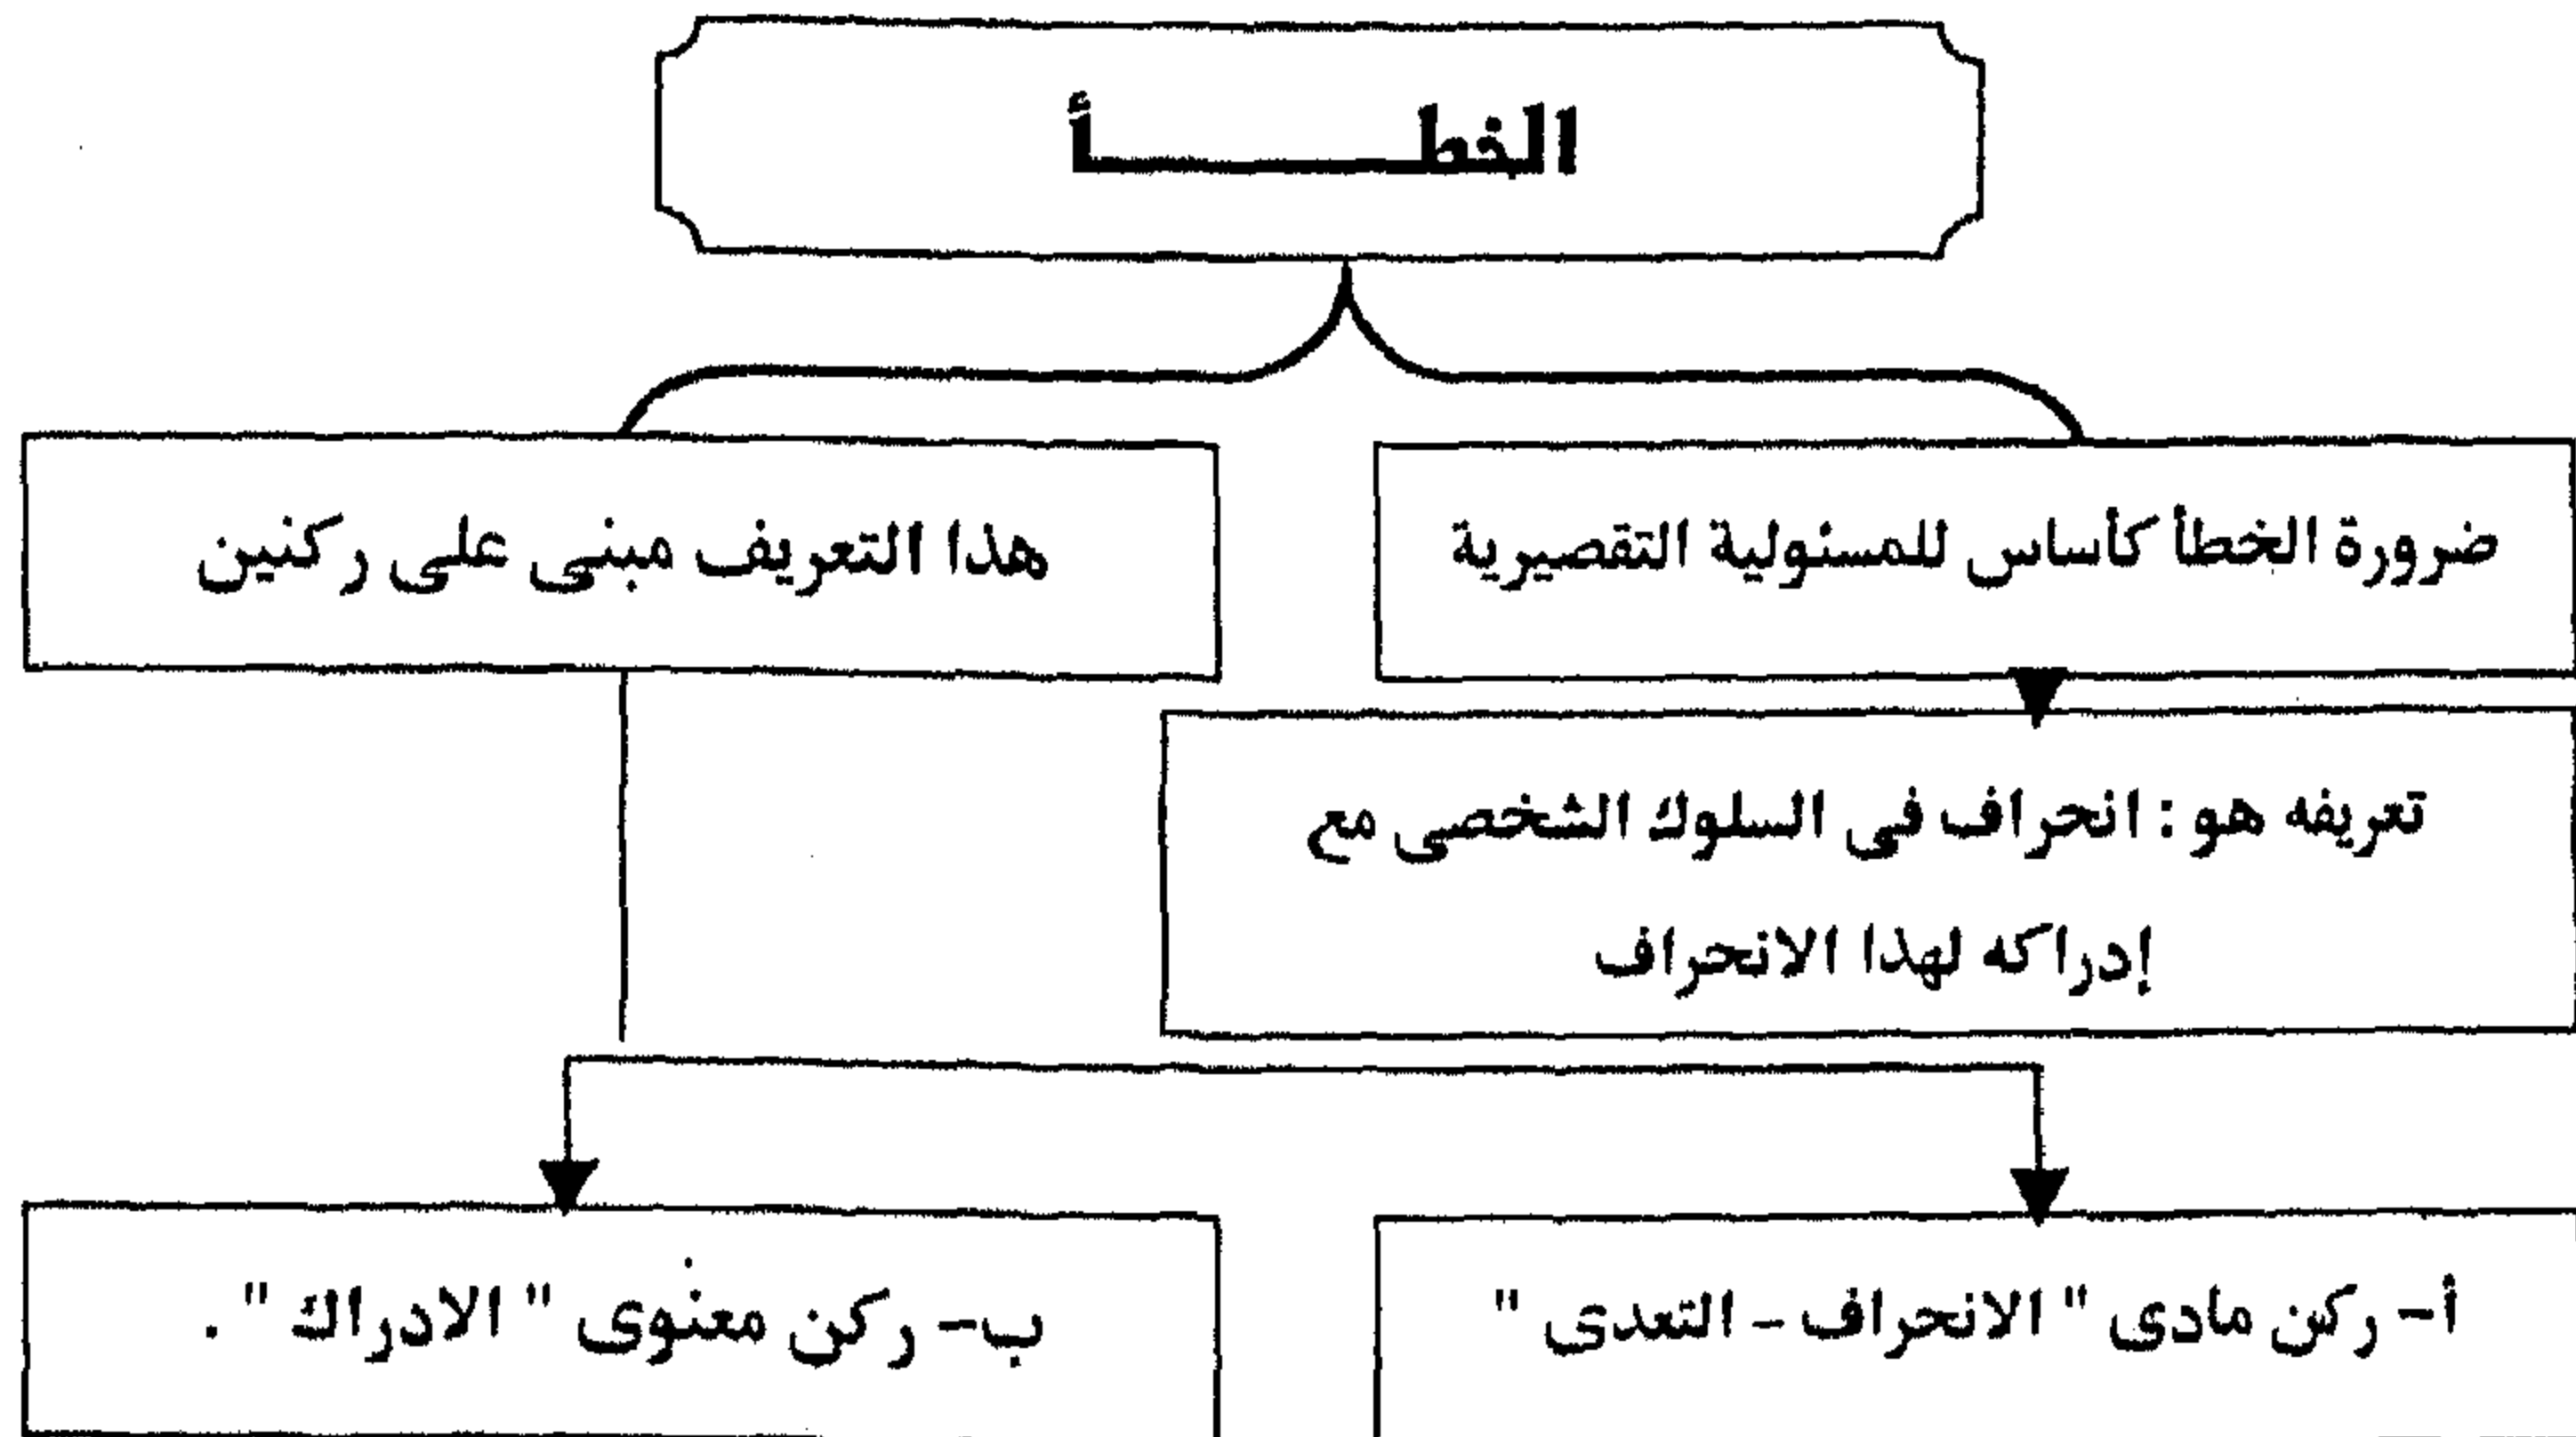 الخطأ
ضرورة الخطأ كأساس للمسئولية التقصيرية
هذا التعريف مبنى على ركنين
تعريفه هو : انحراف فى السلوك الشخصى مع
إدراكه لهذا الانحراف
أ- ركن مادى " الانحراف - التعدى "
ب- ركن معنوى " الادراك " .